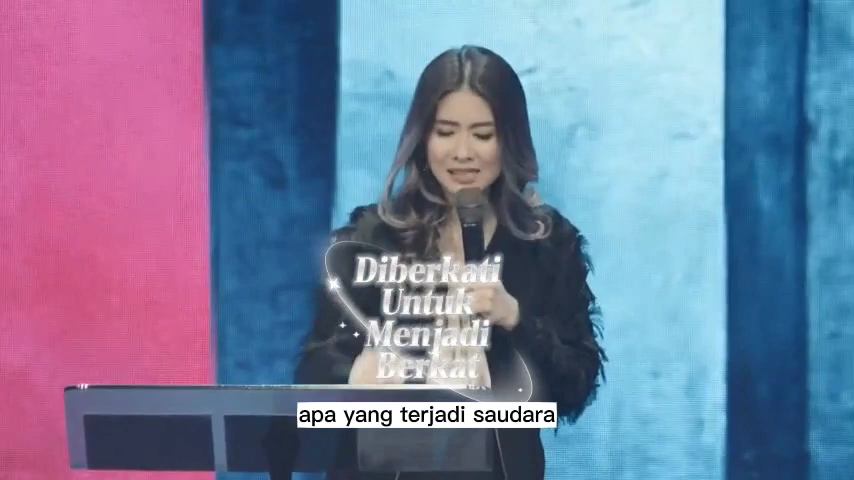 Diberkati
Untuk
Menjadi
Berkat
apa yang terjadi saudara